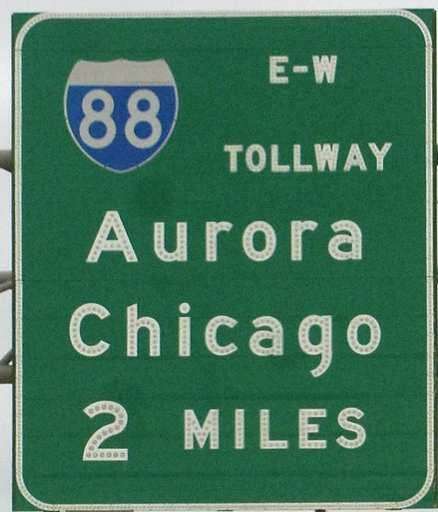 88 E-W
TOLLWAY
Aurora
Chicago
2 MILES